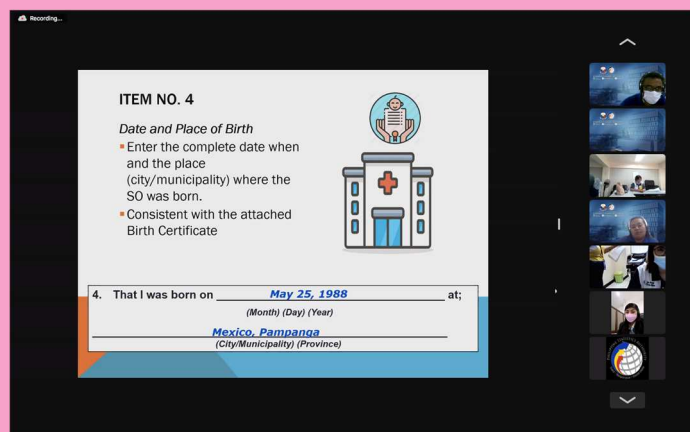 Recording...
ITEM NO. 4
Date and Place of Birth
Enter the complete date when
and the place
(city/municipality) where the
SO was born.
Consistent with the attached
Birth Certificate
4. That I was born on May 25, 1988 at;
(Month) (Day) (Year)
Mexico, Pampanga
(City/Municipality) (Province)